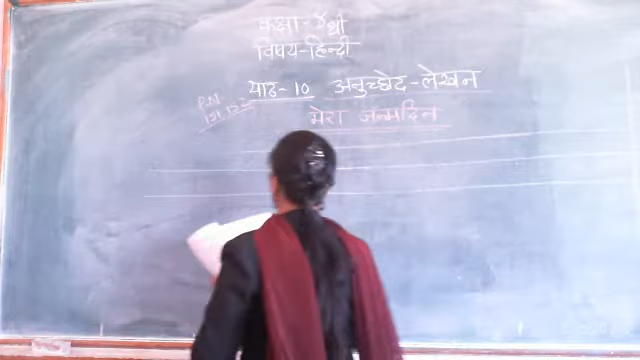 कक्षा-४थी
विषय-हिन्दी
पाठ-10 अनुच्छेद-लेखन
P.N.
मेरा जन्मदिन